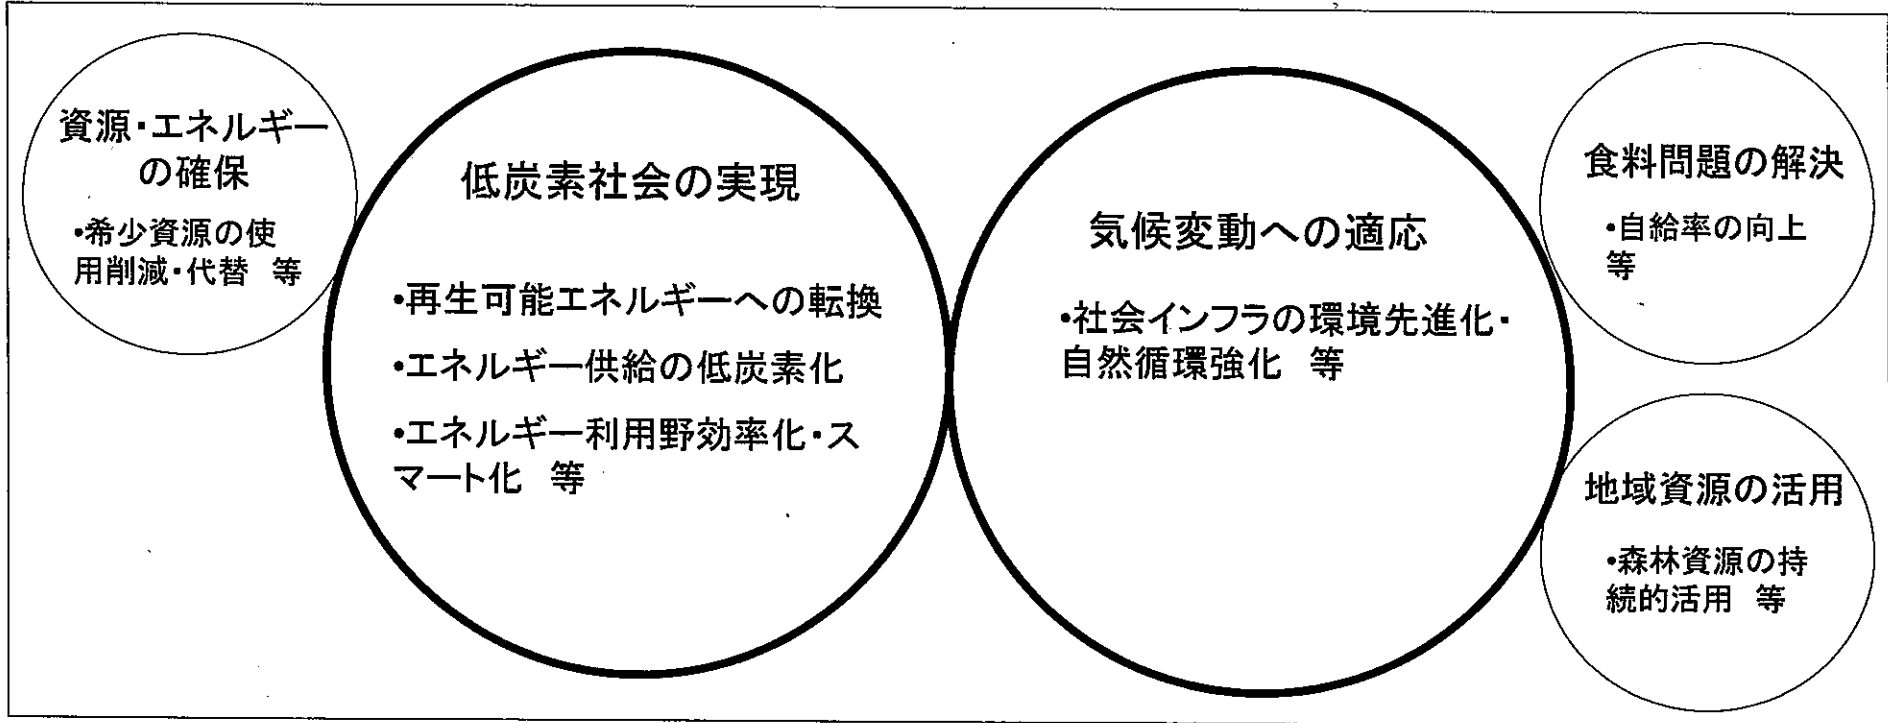 資源・エネルギー
の確保
・希少資源の使
用削減・代替 等
低炭素社会の実現
・再生可能エネルギーへの転換
・エネルギー供給の低炭素化
・エネルギー利用野効率化・ス
マート化 等
気候変動への適応
・社会インフラの環境先進化・
自然循環強化 等
食料問題の解決
・自給率の向上
等
地域資源の活用
・森林資源の持
続的活用 等